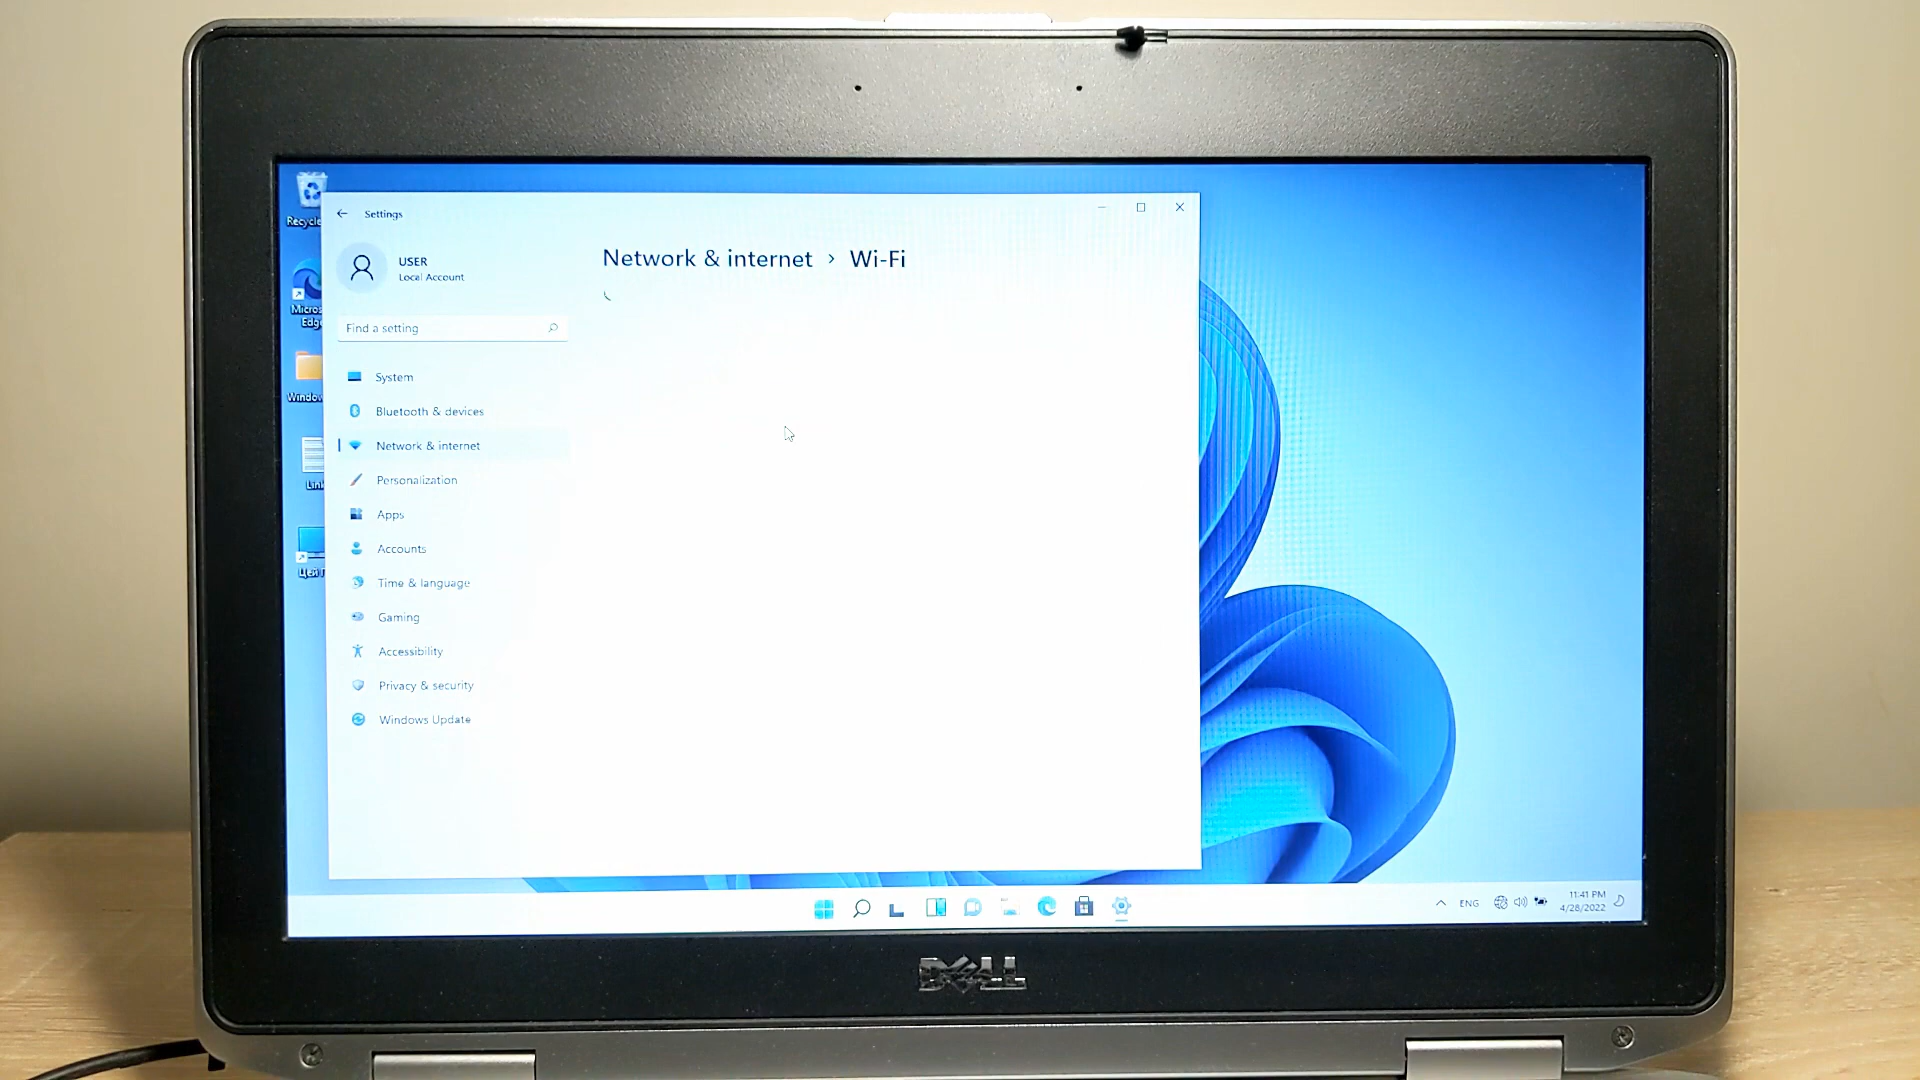 Settings
USER
Local Account
Find a setting
System
Bluetooth & devices
Network & internet
Personalization
Apps
Accounts
Time & language
Gaming
Accessibility
Privacy & security
Windows Update
Network & internet › Wi-Fi
ENG
11:41 PM
4/28/2022
DELL